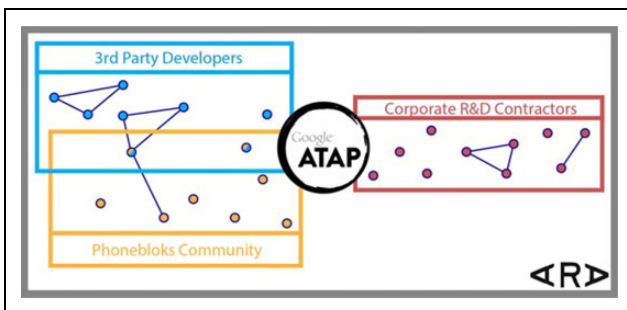 3rd Party Developers
Corporate R&D Contractors
Google
ATAP
Phonebloks Community
ARA